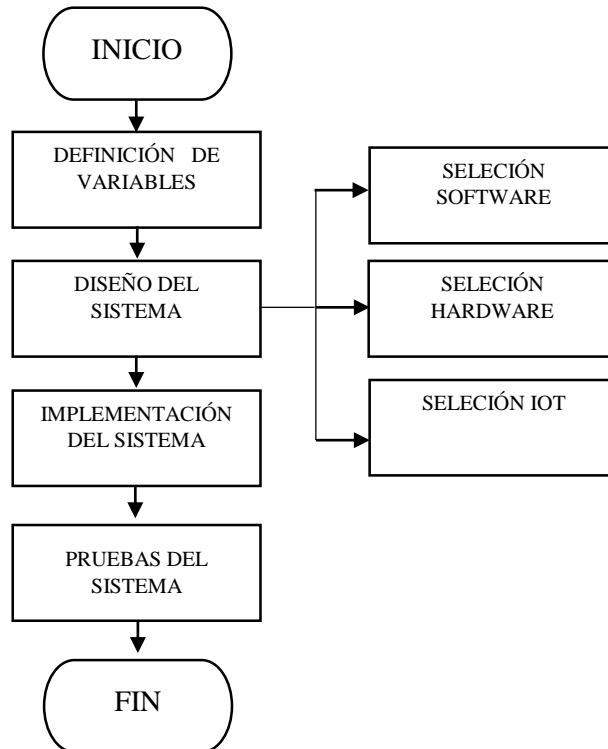 INICIO
DEFINICIÓN DE
VARIABLES
DISEÑO DEL
SISTEMA
IMPLEMENTACIÓN
DEL SISTEMA
PRUEBAS DEL
SISTEMA
FIN
SELECIÓN
SOFTWARE
SELECIÓN
HARDWARE
SELECIÓN IOT